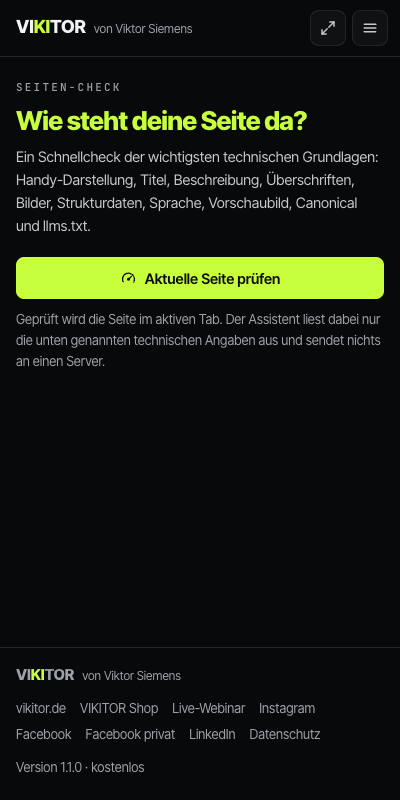 VIKITOR von Viktor Siemens
SEITEN-CHECK
Wie steht deine Seite da?
Ein Schnellcheck der wichtigsten technischen Grundlagen:
Handy-Darstellung, Titel, Beschreibung, Überschriften,
Bilder, Strukturdaten, Sprache, Vorschaubild, Canonical
und llms.txt.
Aktuelle Seite prüfen
Geprüft wird die Seite im aktiven Tab. Der Assistent liest dabei nur
die unten genannten technischen Angaben aus und sendet nichts
an einen Server.
VIKITOR von Viktor Siemens
vikitor.de VIKITOR Shop Live-Webinar Instagram
Facebook Facebook privat LinkedIn Datenschutz
Version 1.1.0 · kostenlos